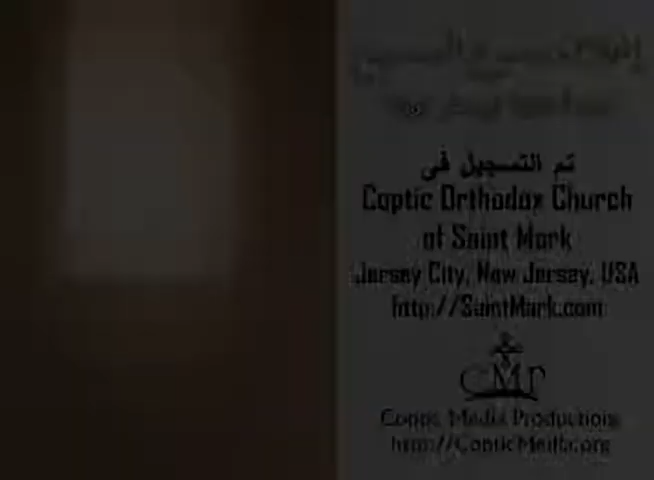 تم التسجيل في
Coptic Orthodox Church
of Saint Mark
Jersey City, New Jersey, USA
http://SaintMark.com
CMP
Coptic Media Productions
http://CopticMedia.org